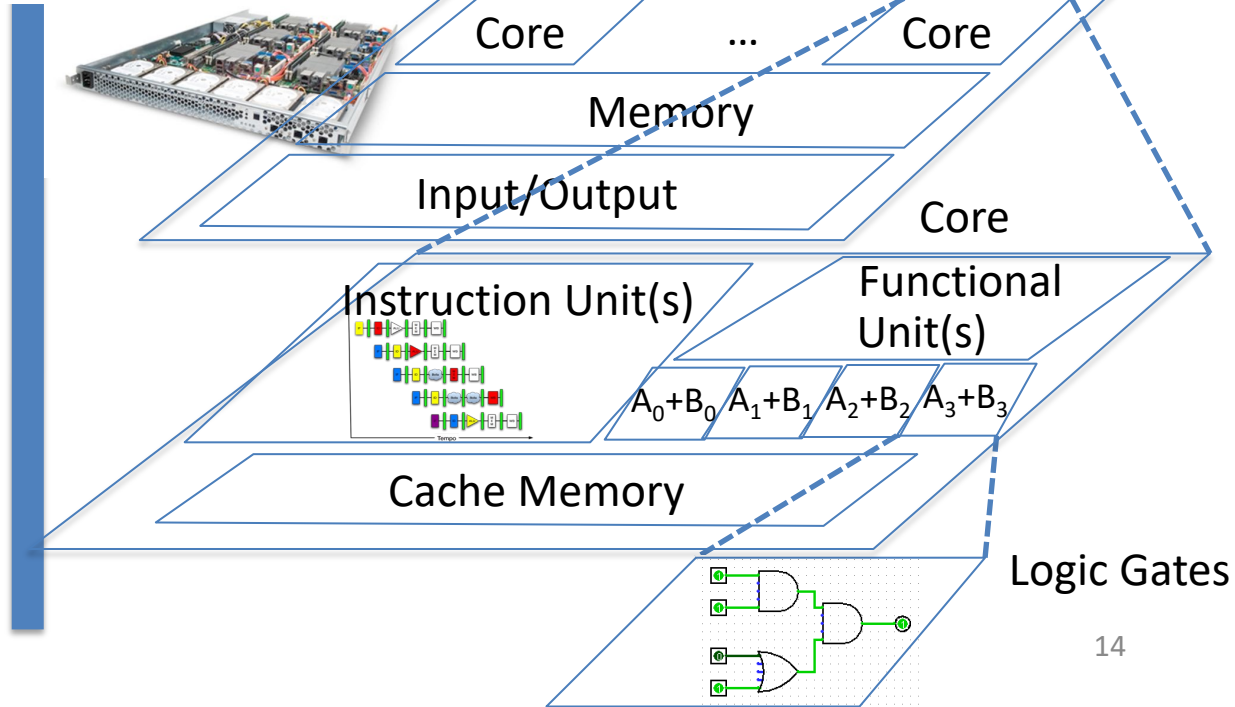 Core ... Core
Memory
Input/Output
Core
Instruction Unit(s)
Functional
Unit(s)
A₀+B₀ A₁+B₁ A₂+B₂ A₃+B₃
Tempo
Cache Memory
Logic Gates
14